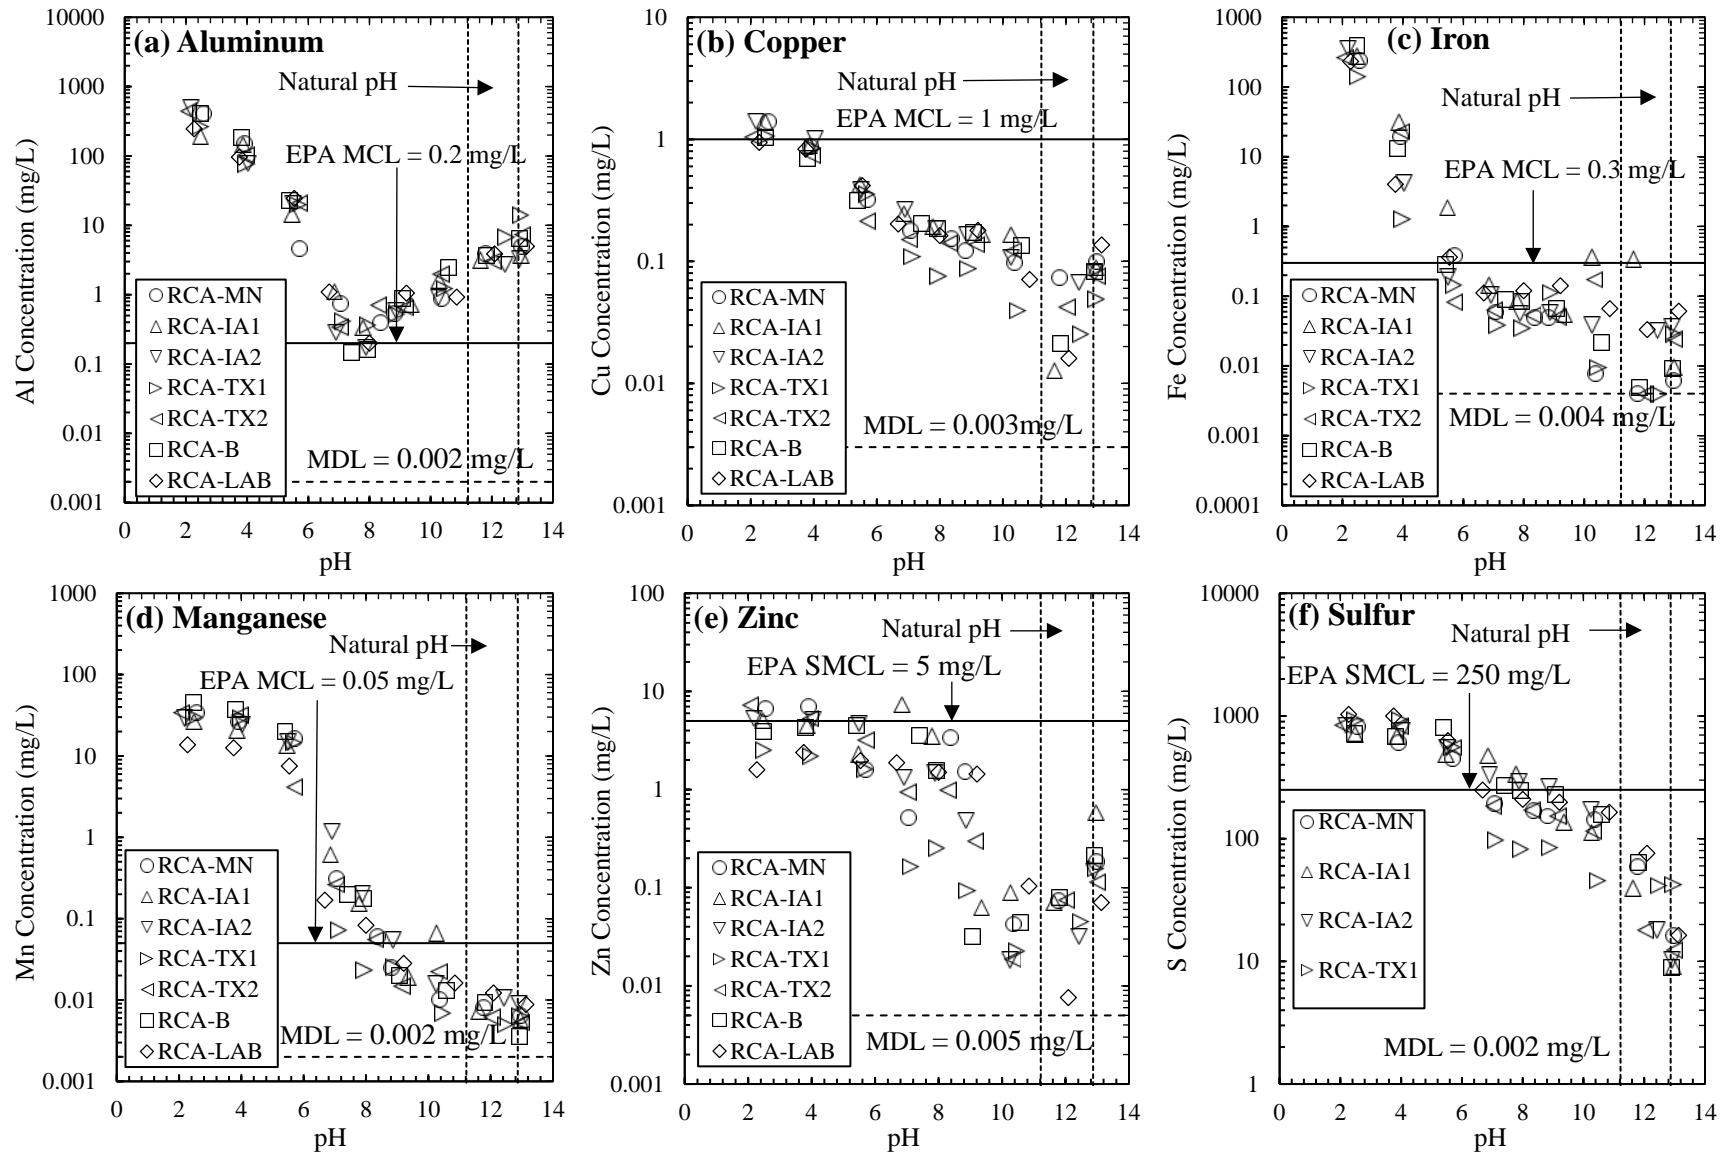 (a) Aluminum
Natural pH
EPA MCL = 0.2 mg/L
MDL = 0.002 mg/L
Al Concentration (mg/L)
10000
1000
100
10
1
0.1
0.01
0.001
0 2 4 6 8 10 12 14
pH
RCA-MN
RCA-IA1
RCA-IA2
RCA-TX1
RCA-TX2
RCA-B
RCA-LAB
(b) Copper
Natural pH
EPA MCL = 1 mg/L
MDL = 0.003mg/L
Cu Concentration (mg/L)
10
1
0.1
0.01
0.001
0 2 4 6 8 10 12 14
pH
RCA-MN
RCA-IA1
RCA-IA2
RCA-TX1
RCA-TX2
RCA-B
RCA-LAB
(c) Iron
Natural pH
EPA MCL = 0.3 mg/L
MDL = 0.004 mg/L
Fe Concentration (mg/L)
1000
100
10
1
0.1
0.01
0.001
0.0001
0 2 4 6 8 10 12 14
pH
RCA-MN
RCA-IA1
RCA-IA2
RCA-TX1
RCA-TX2
RCA-B
RCA-LAB
(d) Manganese
Natural pH
EPA MCL = 0.05 mg/L
MDL = 0.002 mg/L
Mn Concentration (mg/L)
1000
100
10
1
0.1
0.01
0.001
0 2 4 6 8 10 12 14
pH
RCA-MN
RCA-IA1
RCA-IA2
RCA-TX1
RCA-TX2
RCA-B
RCA-LAB
(e) Zinc
Natural pH
EPA SMCL = 5 mg/L
MDL = 0.005 mg/L
Zn Concentration (mg/L)
100
10
1
0.1
0.01
0.001
0 2 4 6 8 10 12 14
pH
RCA-MN
RCA-IA1
RCA-IA2
RCA-TX1
RCA-TX2
RCA-B
RCA-LAB
(f) Sulfur
Natural pH
EPA SMCL = 250 mg/L
MDL = 0.002 mg/L
S Concentration (mg/L)
10000
1000
100
10
1
0 2 4 6 8 10 12 14
pH
RCA-MN
RCA-IA1
RCA-IA2
RCA-TX1